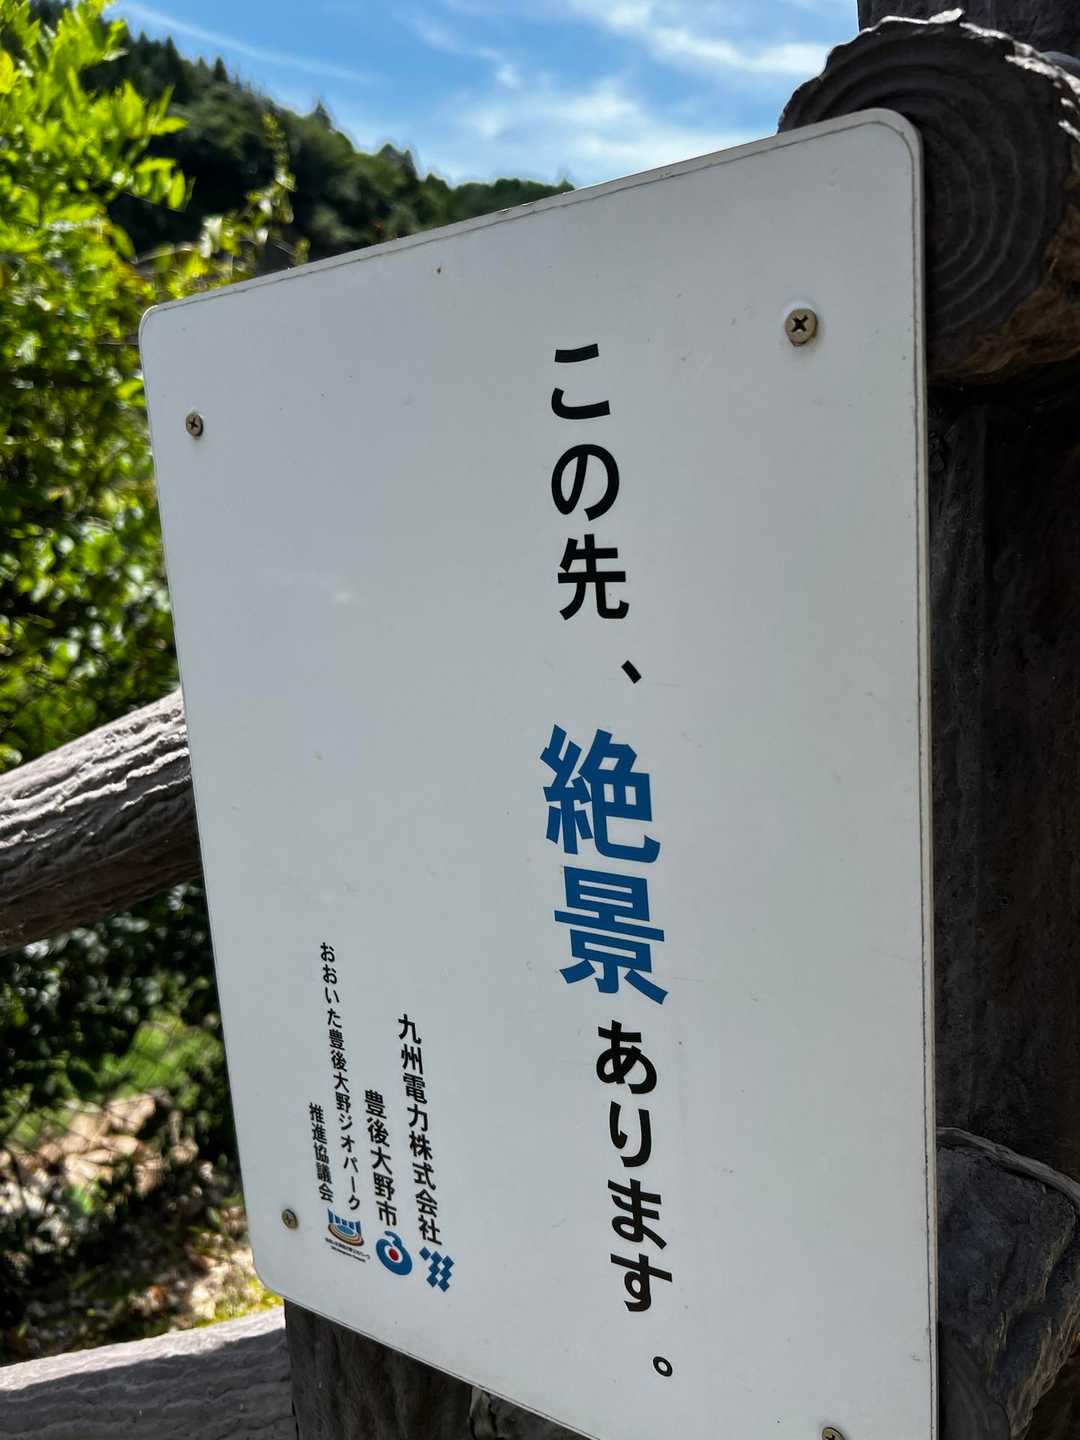 この先、絶景あります。
九州電力株式会社
豊後大野市
おおいた豊後大野ジオパーク
推進協議会